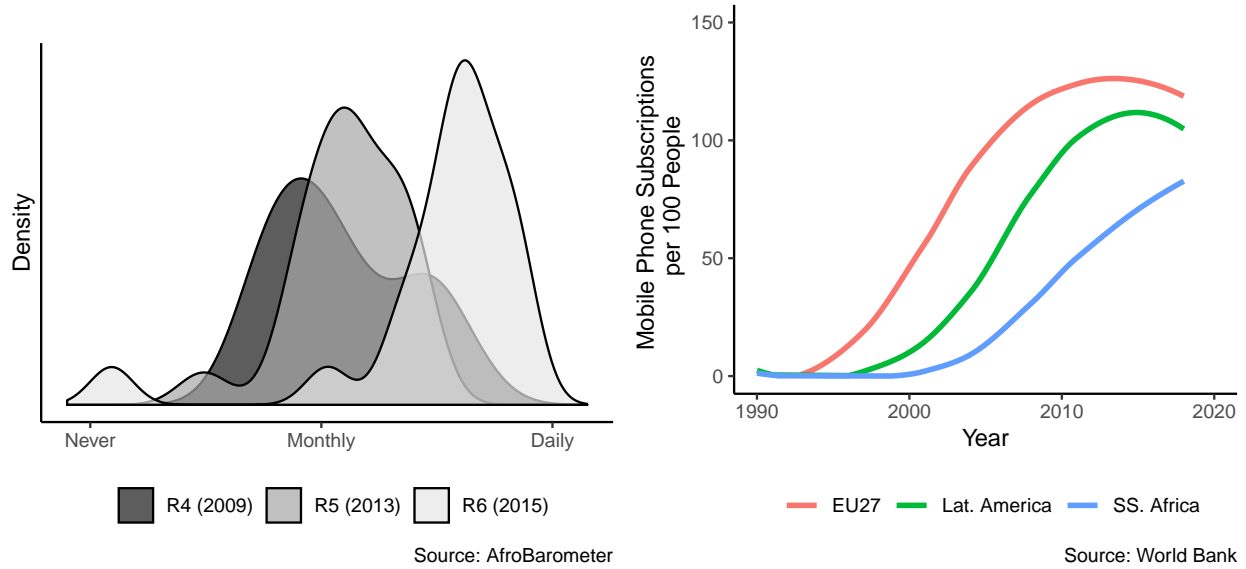 Density
Never
Monthly
Daily
R4 (2009)
R5 (2013)
R6 (2015)
Source: AfroBarometer
Mobile Phone Subscriptions
per 100 People
150
100
50
0
1990
2000
2010
2020
Year
EU27
Lat. America
SS. Africa
Source: World Bank